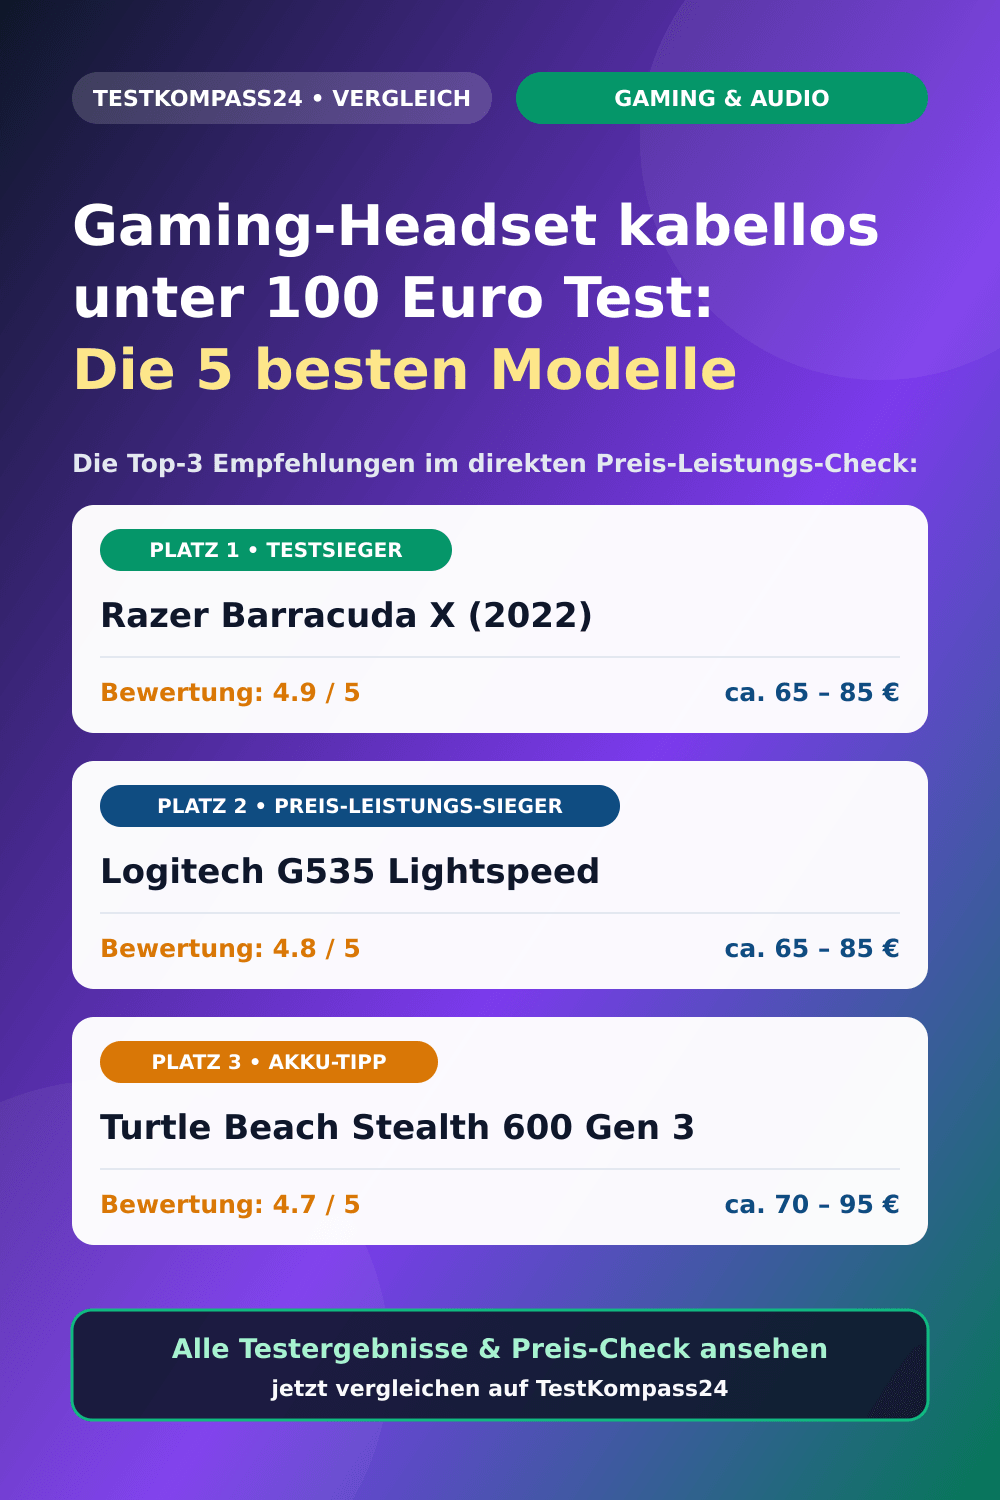 TESTKOMPASS24 • VERGLEICH
GAMING & AUDIO
Gaming-Headset kabellos
unter 100 Euro Test:
Die 5 besten Modelle
Die Top-3 Empfehlungen im direkten Preis-Leistungs-Check:
PLATZ 1 • TESTSIEGER
Razer Barracuda X (2022)
Bewertung: 4.9 / 5
ca. 65 – 85 €
PLATZ 2 • PREIS-LEISTUNGS-SIEGER
Logitech G535 Lightspeed
Bewertung: 4.8 / 5
ca. 65 – 85 €
PLATZ 3 • AKKU-TIPP
Turtle Beach Stealth 600 Gen 3
Bewertung: 4.7 / 5
ca. 70 – 95 €
Alle Testergebnisse & Preis-Check ansehen
jetzt vergleichen auf TestKompass24